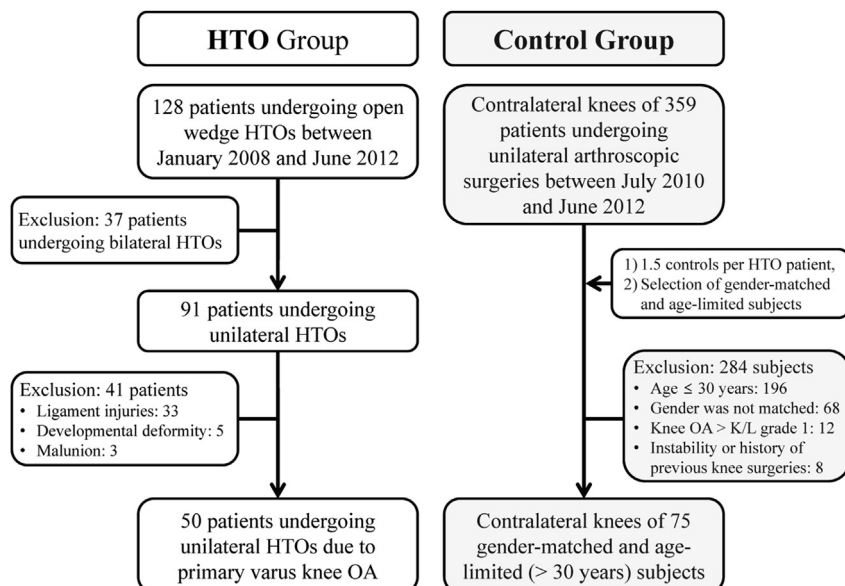 HTO Group
128 patients undergoing open
wedge HTOs between
January 2008 and June 2012
Exclusion: 37 patients
undergoing bilateral HTOs
91 patients undergoing
unilateral HTOs
Exclusion: 41 patients
• Ligament injuries: 33
• Developmental deformity: 5
• Malunion: 3
50 patients undergoing
unilateral HTOs due to
primary varus knee OA
Control Group
Contralateral knees of 359
patients undergoing
unilateral arthroscopic
surgeries between July 2010
and June 2012
1) 1.5 controls per HTO patient,
2) Selection of gender-matched
and age-limited subjects
Exclusion: 284 subjects
• Age ≤ 30 years: 196
• Gender was not matched: 68
• Knee OA > K/L grade 1: 12
• Instability or history of
previous knee surgeries: 8
Contralateral knees of 75
gender-matched and age-
limited (> 30 years) subjects